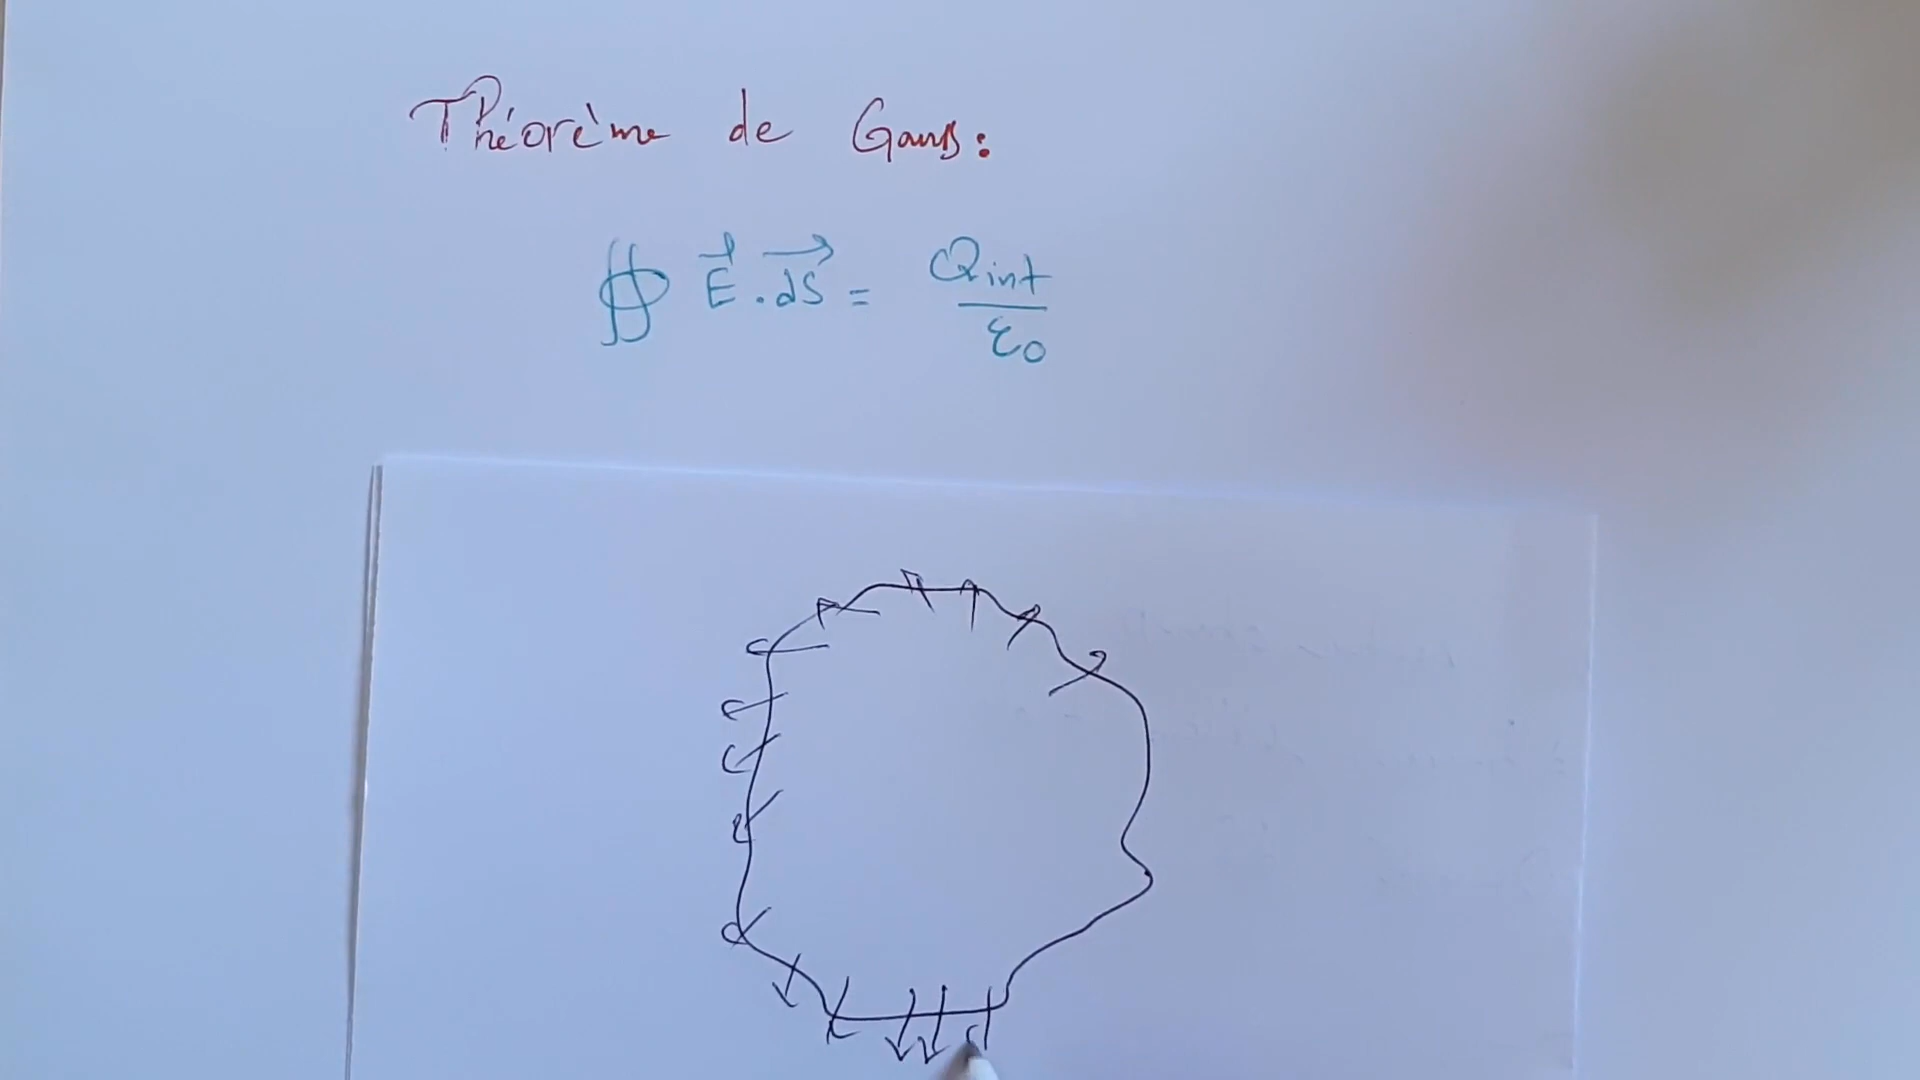 Théorème de Gauss:
∯ E⃗ . dS⃗ = Qint / ε0